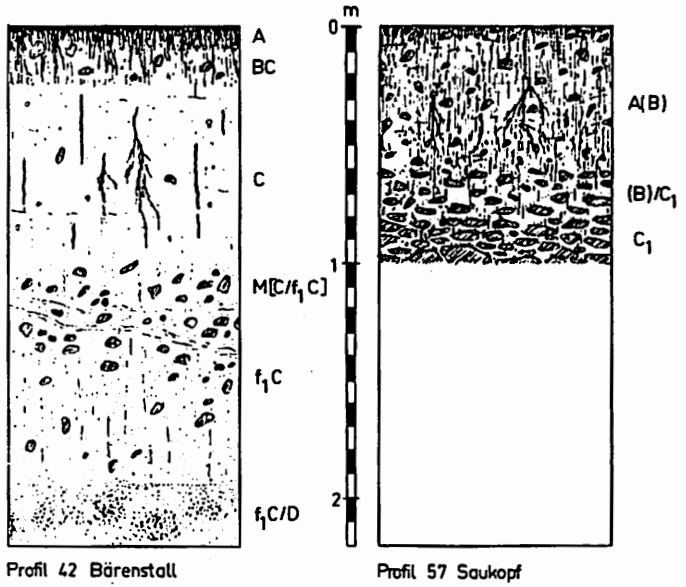 A
BC
C
M[C/f₁C]
f₁C
f₁C/D
Profil 42 Bärenstall
m
0
1
2
A(B)
(B)/C₁
C₁
Profil 57 Saukopf